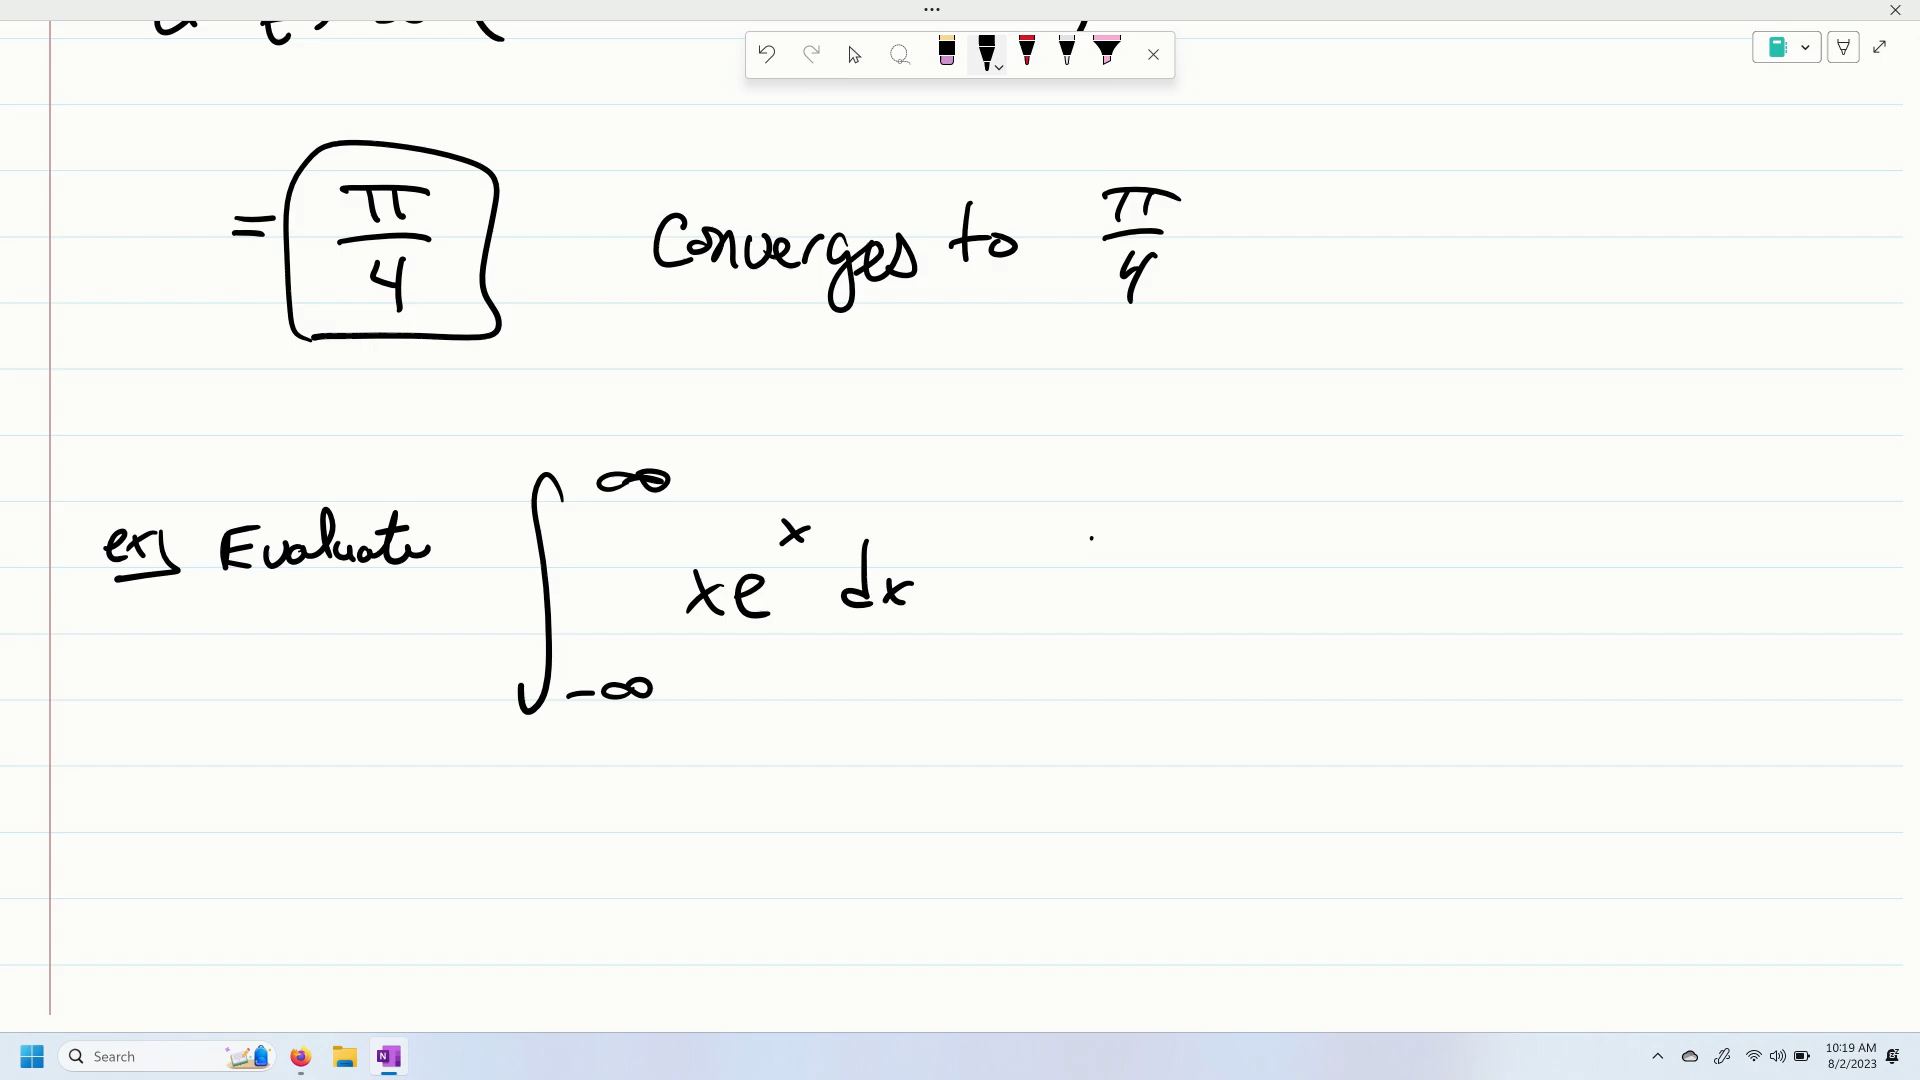 = π/4 Converges to π/4
ex) Evaluate ∫_{-∞}^{∞} xe^x dx
Search
10:19 AM
8/2/2023